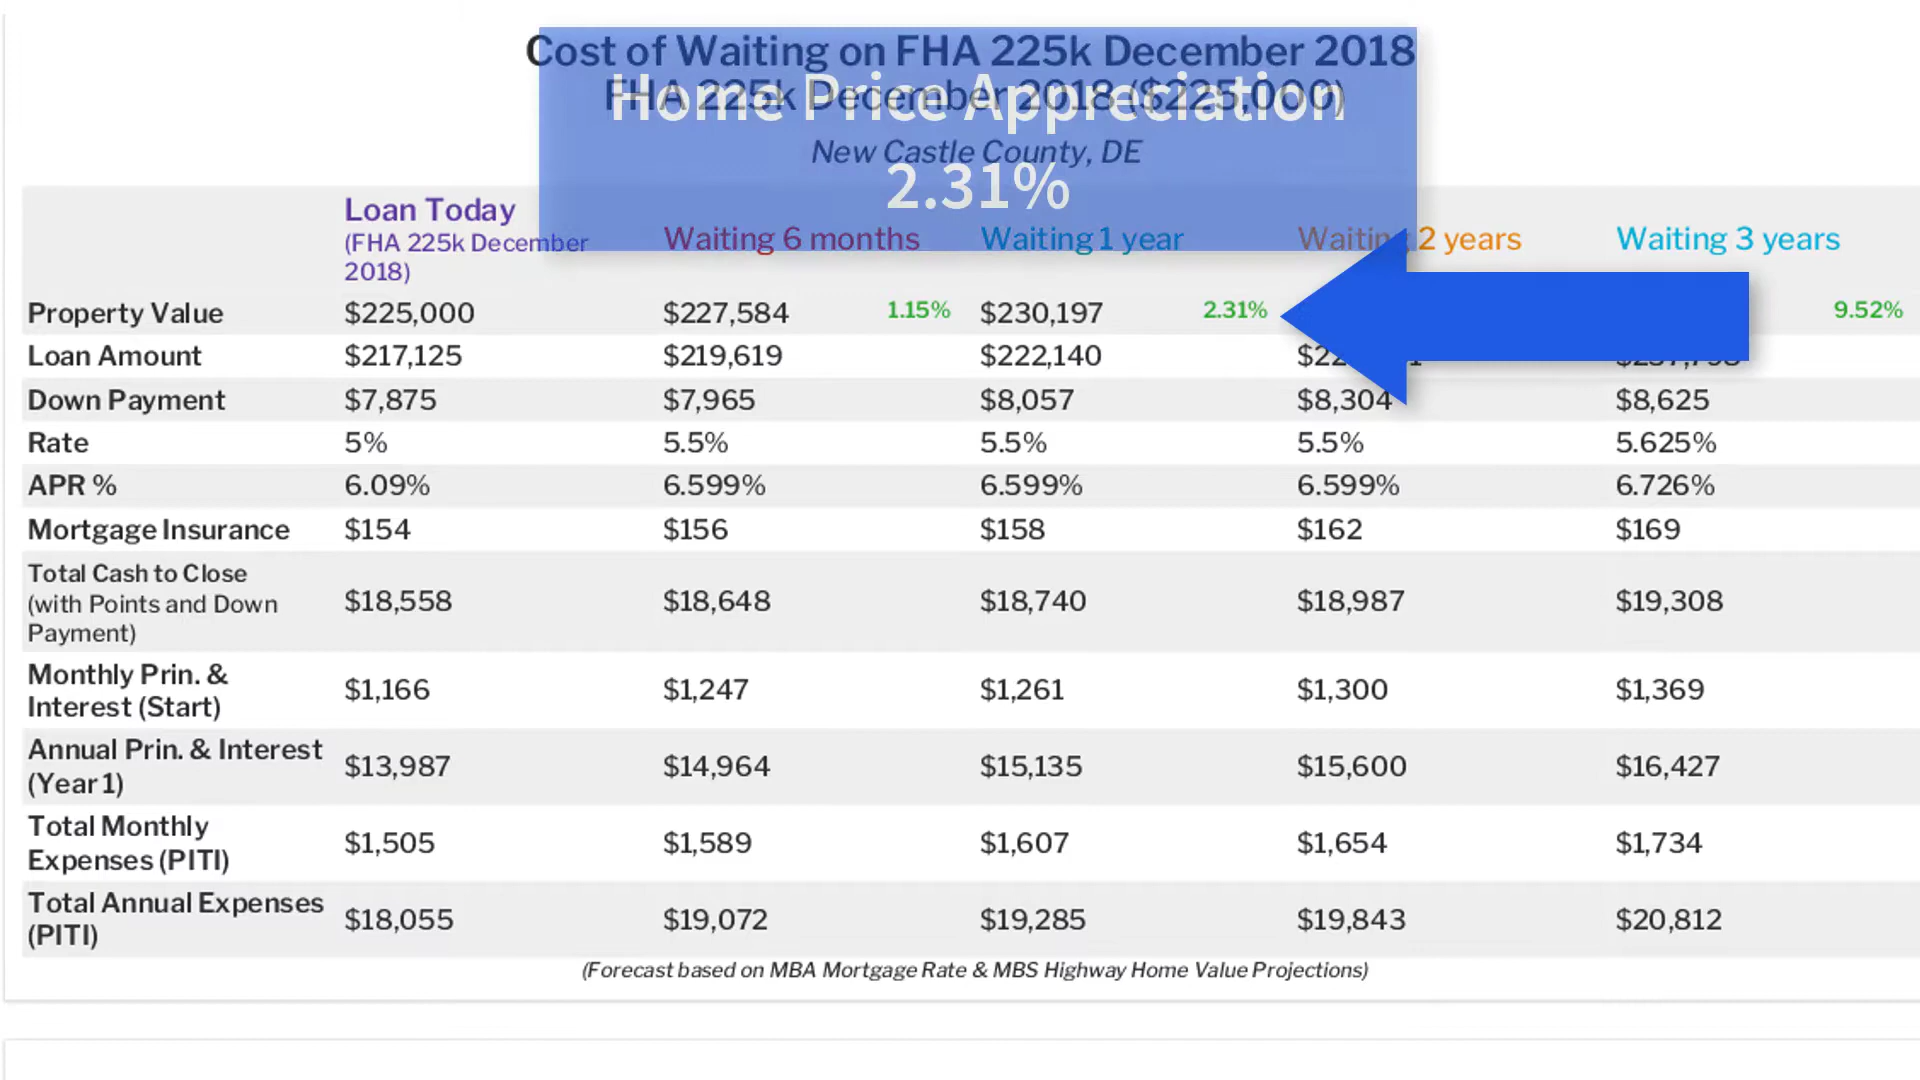 Cost of Waiting on FHA 225k December 2018
FHA 225k December 2018 ($225,000)
Home Price Appreciation
New Castle County, DE
2.31%
Loan Today
(FHA 225k December
2018)
Waiting 6 months
Waiting 1 year
Waiting 2 years
Waiting 3 years
Property Value $225,000 $227,584 1.15% $230,197 2.31% 9.52%
Loan Amount $217,125 $219,619 $222,140
Down Payment $7,875 $7,965 $8,057 $8,304 $8,625
Rate 5% 5.5% 5.5% 5.5% 5.625%
APR % 6.09% 6.599% 6.599% 6.599% 6.726%
Mortgage Insurance $154 $156 $158 $162 $169
Total Cash to Close
(with Points and Down
Payment)
$18,558 $18,648 $18,740 $18,987 $19,308
Monthly Prin. &
Interest (Start)
$1,166 $1,247 $1,261 $1,300 $1,369
Annual Prin. & Interest
(Year 1)
$13,987 $14,964 $15,135 $15,600 $16,427
Total Monthly
Expenses (PITI)
$1,505 $1,589 $1,607 $1,654 $1,734
Total Annual Expenses
(PITI)
$18,055 $19,072 $19,285 $19,843 $20,812
(Forecast based on MBA Mortgage Rate & MBS Highway Home Value Projections)